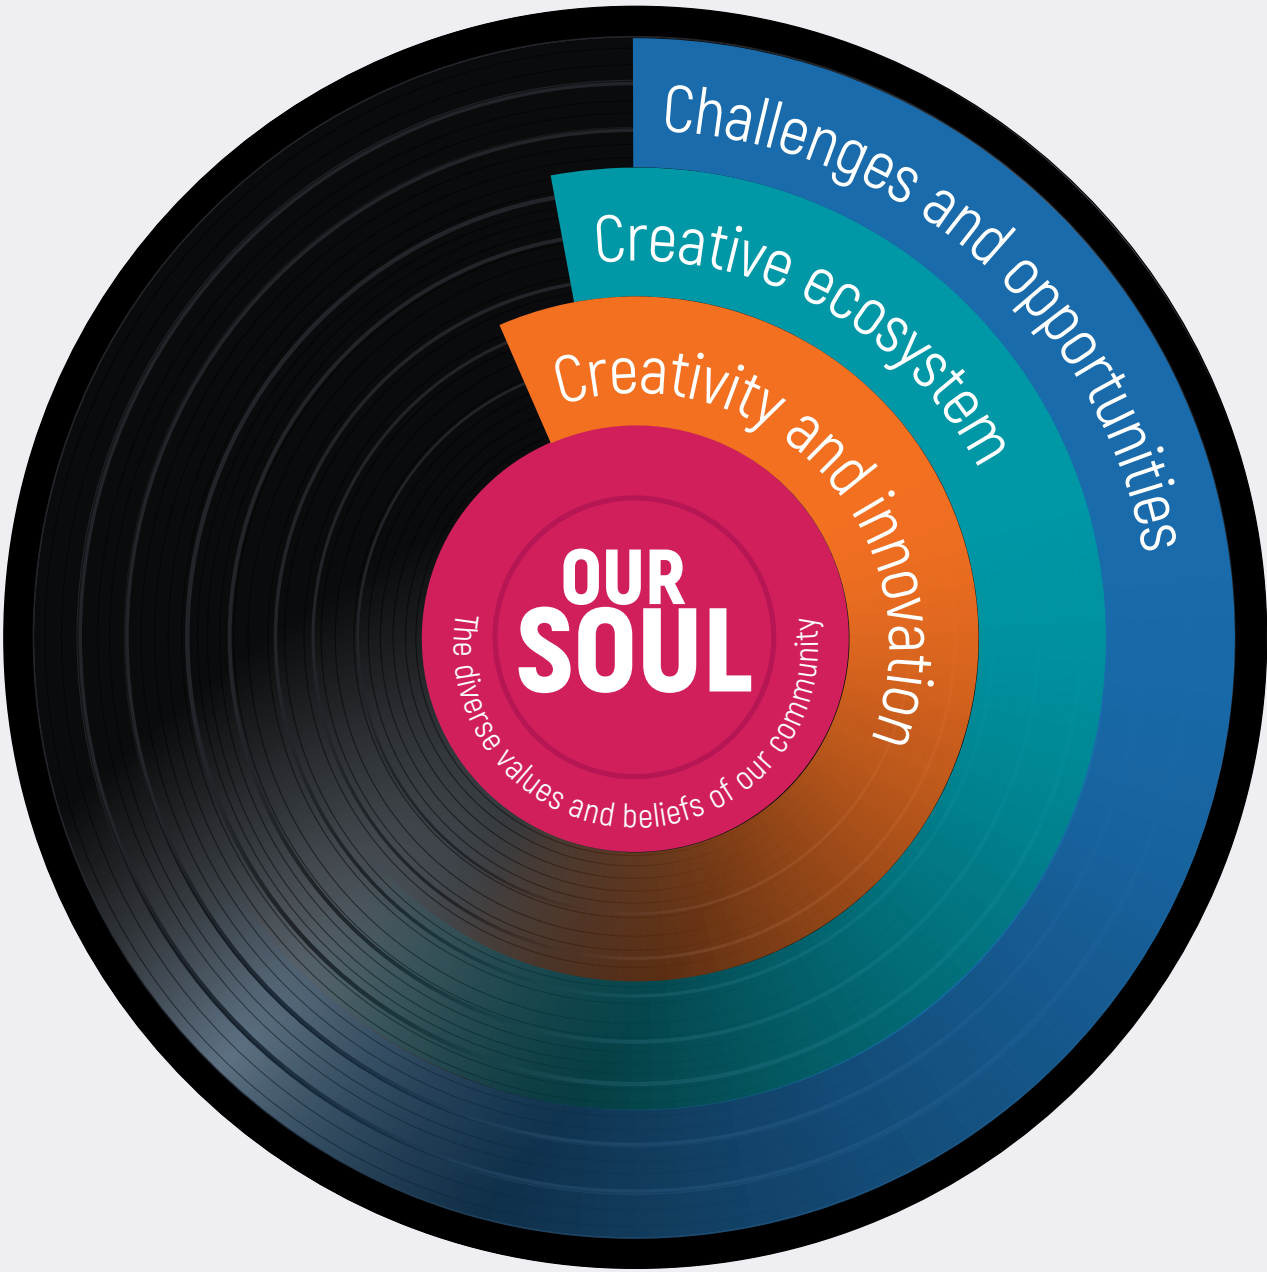 Challenges and opportunities
Creative ecosystem
Creativity and innovation
OUR
SOUL
The diverse values and beliefs of our community